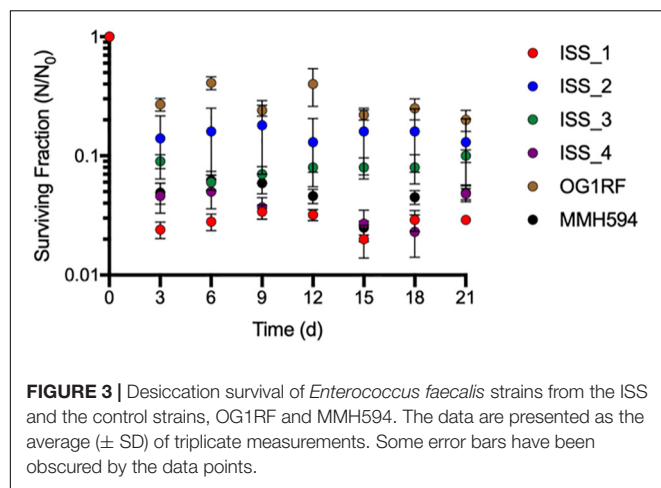 1
0.1
0.01
Surviving Fraction (N/N₀)
0 3 6 9 12 15 18 21
Time (d)
ISS_1
ISS_2
ISS_3
ISS_4
OG1RF
MMH594
FIGURE 3 | Desiccation survival of Enterococcus faecalis strains from the ISS
and the control strains, OG1RF and MMH594. The data are presented as the
average (± SD) of triplicate measurements. Some error bars have been
obscured by the data points.